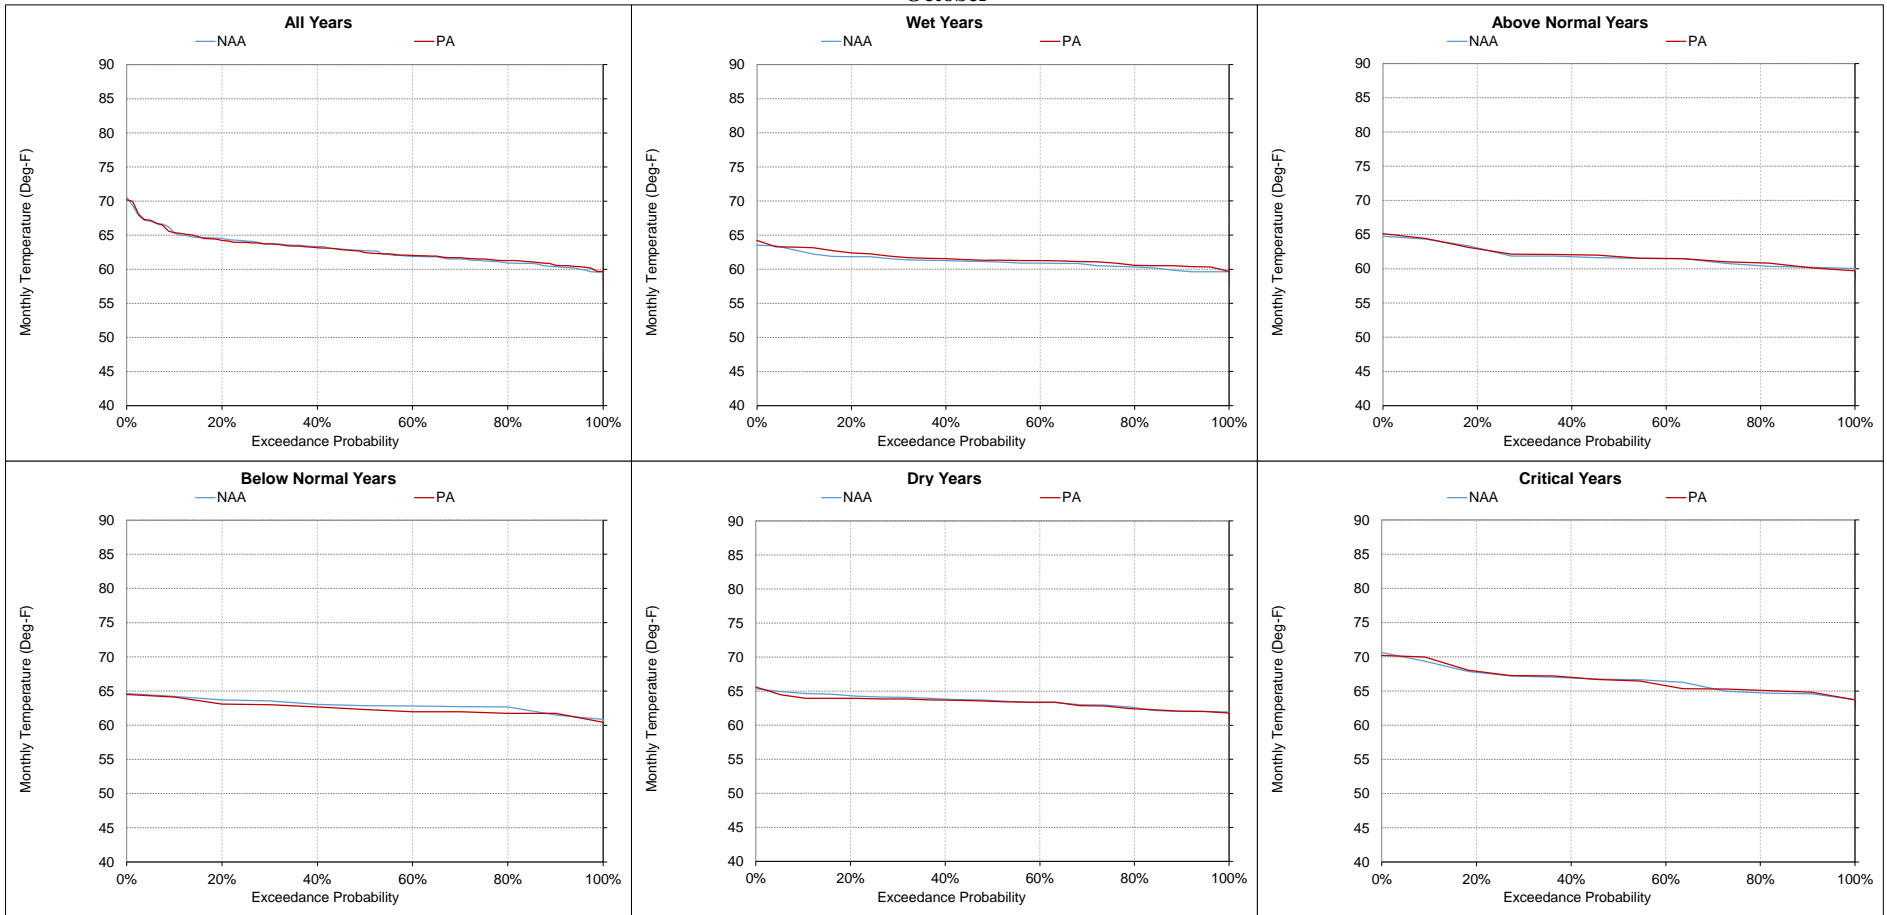 October
All Years
NAA PA
Monthly Temperature (Deg-F)
90
85
80
75
70
65
60
55
50
45
40
0% 20% 40% 60% 80% 100%
Exceedance Probability
Wet Years
NAA PA
Monthly Temperature (Deg-F)
90
85
80
75
70
65
60
55
50
45
40
0% 20% 40% 60% 80% 100%
Exceedance Probability
Above Normal Years
NAA PA
Monthly Temperature (Deg-F)
90
85
80
75
70
65
60
55
50
45
40
0% 20% 40% 60% 80% 100%
Exceedance Probability
Below Normal Years
NAA PA
Monthly Temperature (Deg-F)
90
85
80
75
70
65
60
55
50
45
40
0% 20% 40% 60% 80% 100%
Exceedance Probability
Dry Years
NAA PA
Monthly Temperature (Deg-F)
90
85
80
75
70
65
60
55
50
45
40
0% 20% 40% 60% 80% 100%
Exceedance Probability
Critical Years
NAA PA
Monthly Temperature (Deg-F)
90
85
80
75
70
65
60
55
50
45
40
0% 20% 40% 60% 80% 100%
Exceedance Probability